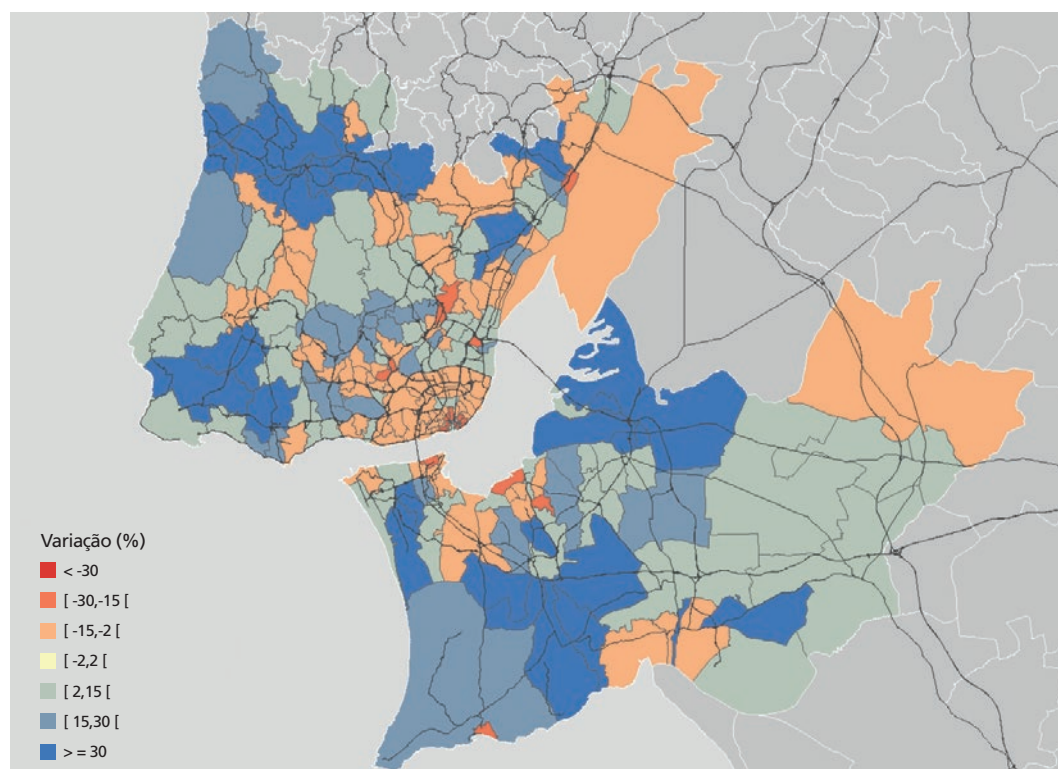 Variação (%)
< -30
[ -30,-15 [
[ -15,-2 [
[ -2,2 [
[ 2,15 [
[ 15,30 [
> = 30